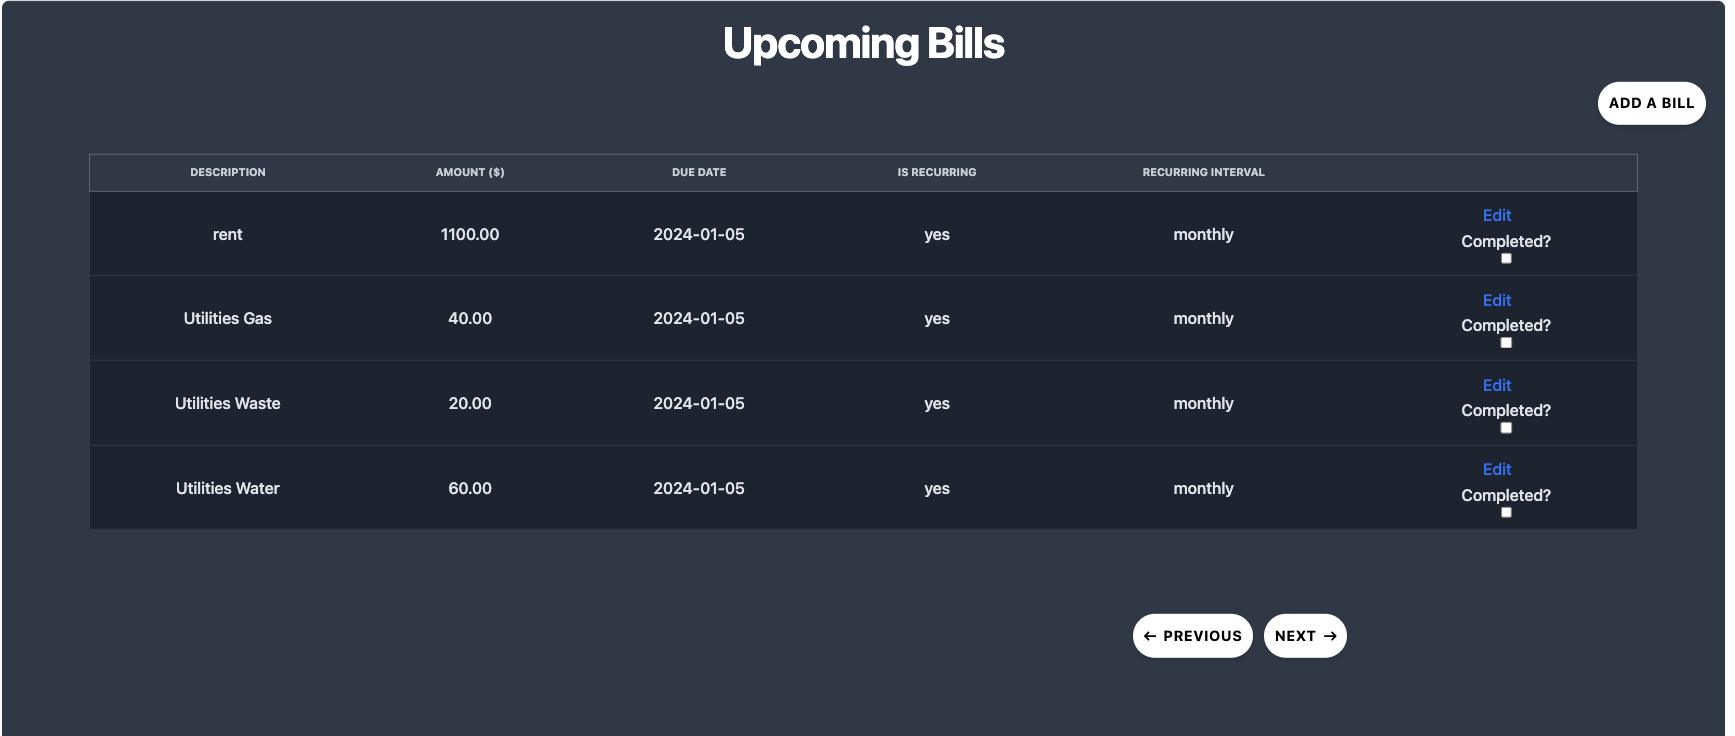 Upcoming Bills
ADD A BILL
DESCRIPTION AMOUNT ($) DUE DATE IS RECURRING RECURRING INTERVAL
rent 1100.00 2024-01-05 yes monthly Edit
Completed?
Utilities Gas 40.00 2024-01-05 yes monthly Edit
Completed?
Utilities Waste 20.00 2024-01-05 yes monthly Edit
Completed?
Utilities Water 60.00 2024-01-05 yes monthly Edit
Completed?
← PREVIOUS NEXT →